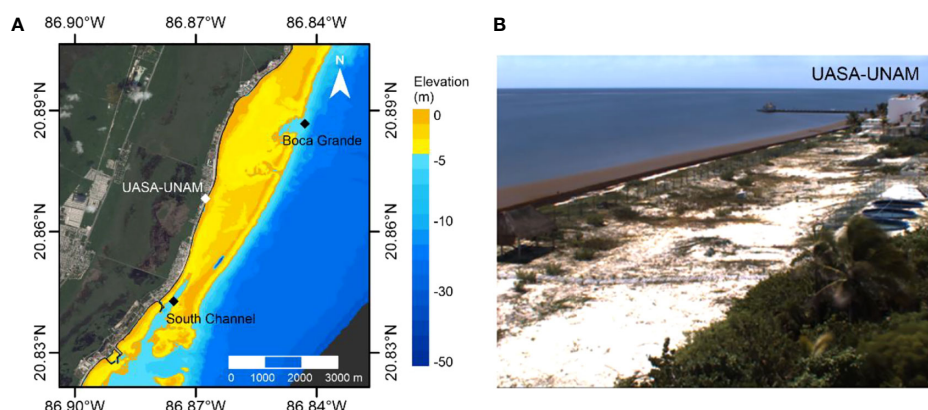 A
86.90°W 86.87°W 86.84°W
20.89°N
20.86°N
20.83°N
N
Boca Grande
UASA-UNAM
South Channel
0 1000 2000 3000 m
20.89°N
20.86°N
20.83°N
86.90°W 86.87°W 86.84°W
Elevation
(m)
0
-5
-10
-30
-50
B
UASA-UNAM